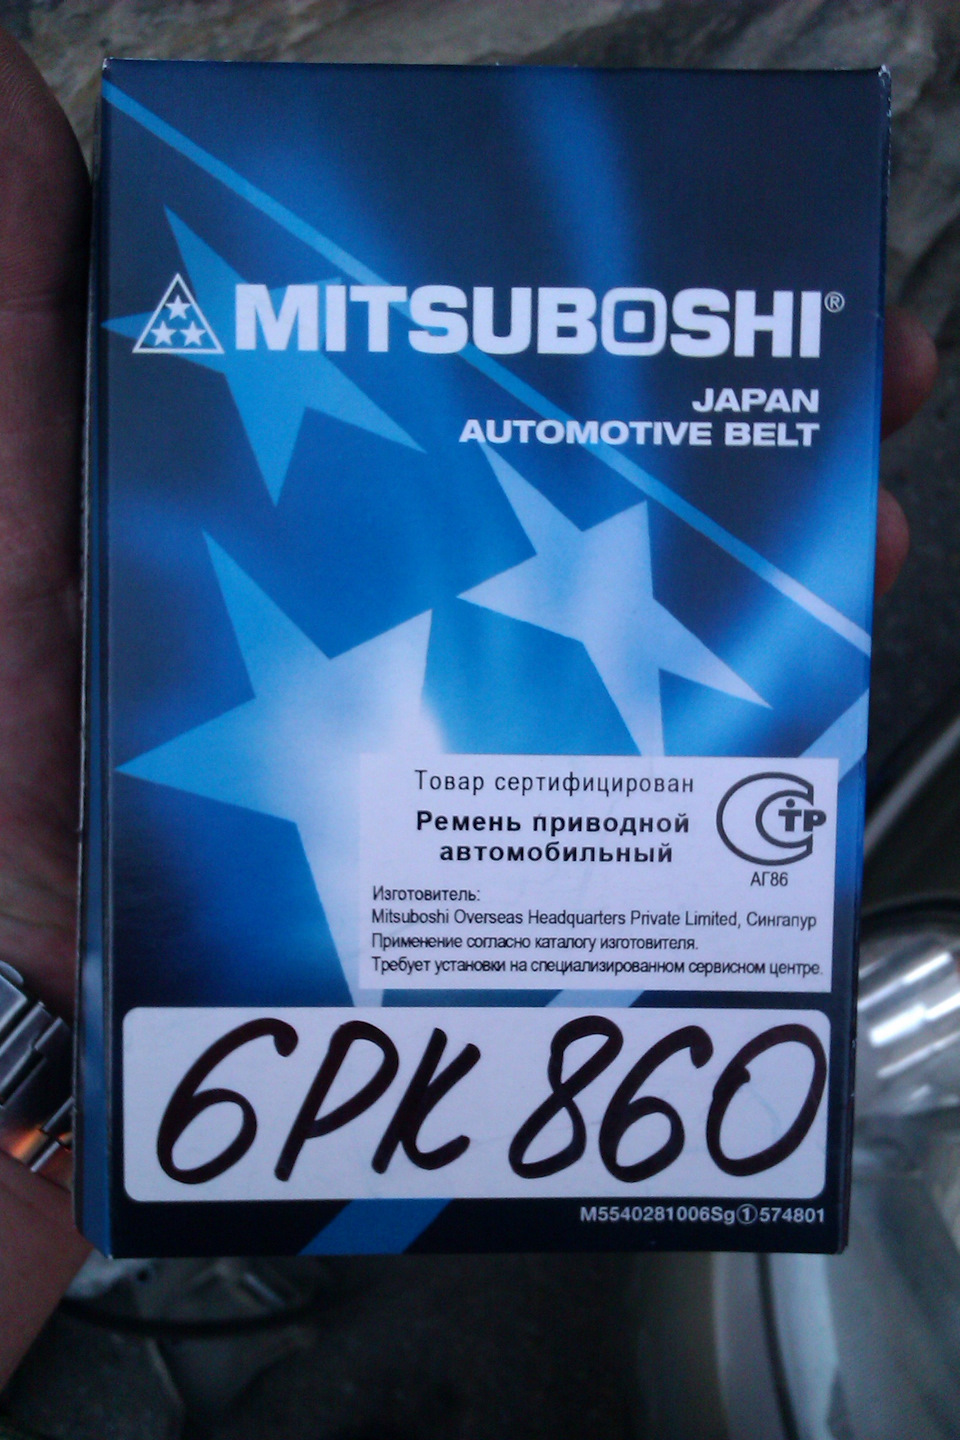 MITSUBOSHI®
JAPAN
AUTOMOTIVE BELT
Товар сертифицирован
Ремень приводной
автомобильный
СТР
АГ86
Изготовитель:
Mitsuboshi Overseas Headquarters Private Limited, Сингапур
Применение согласно каталогу изготовителя.
Требует установки на специализированном сервисном центре.
6PK 860
M5540281006Sg①574801